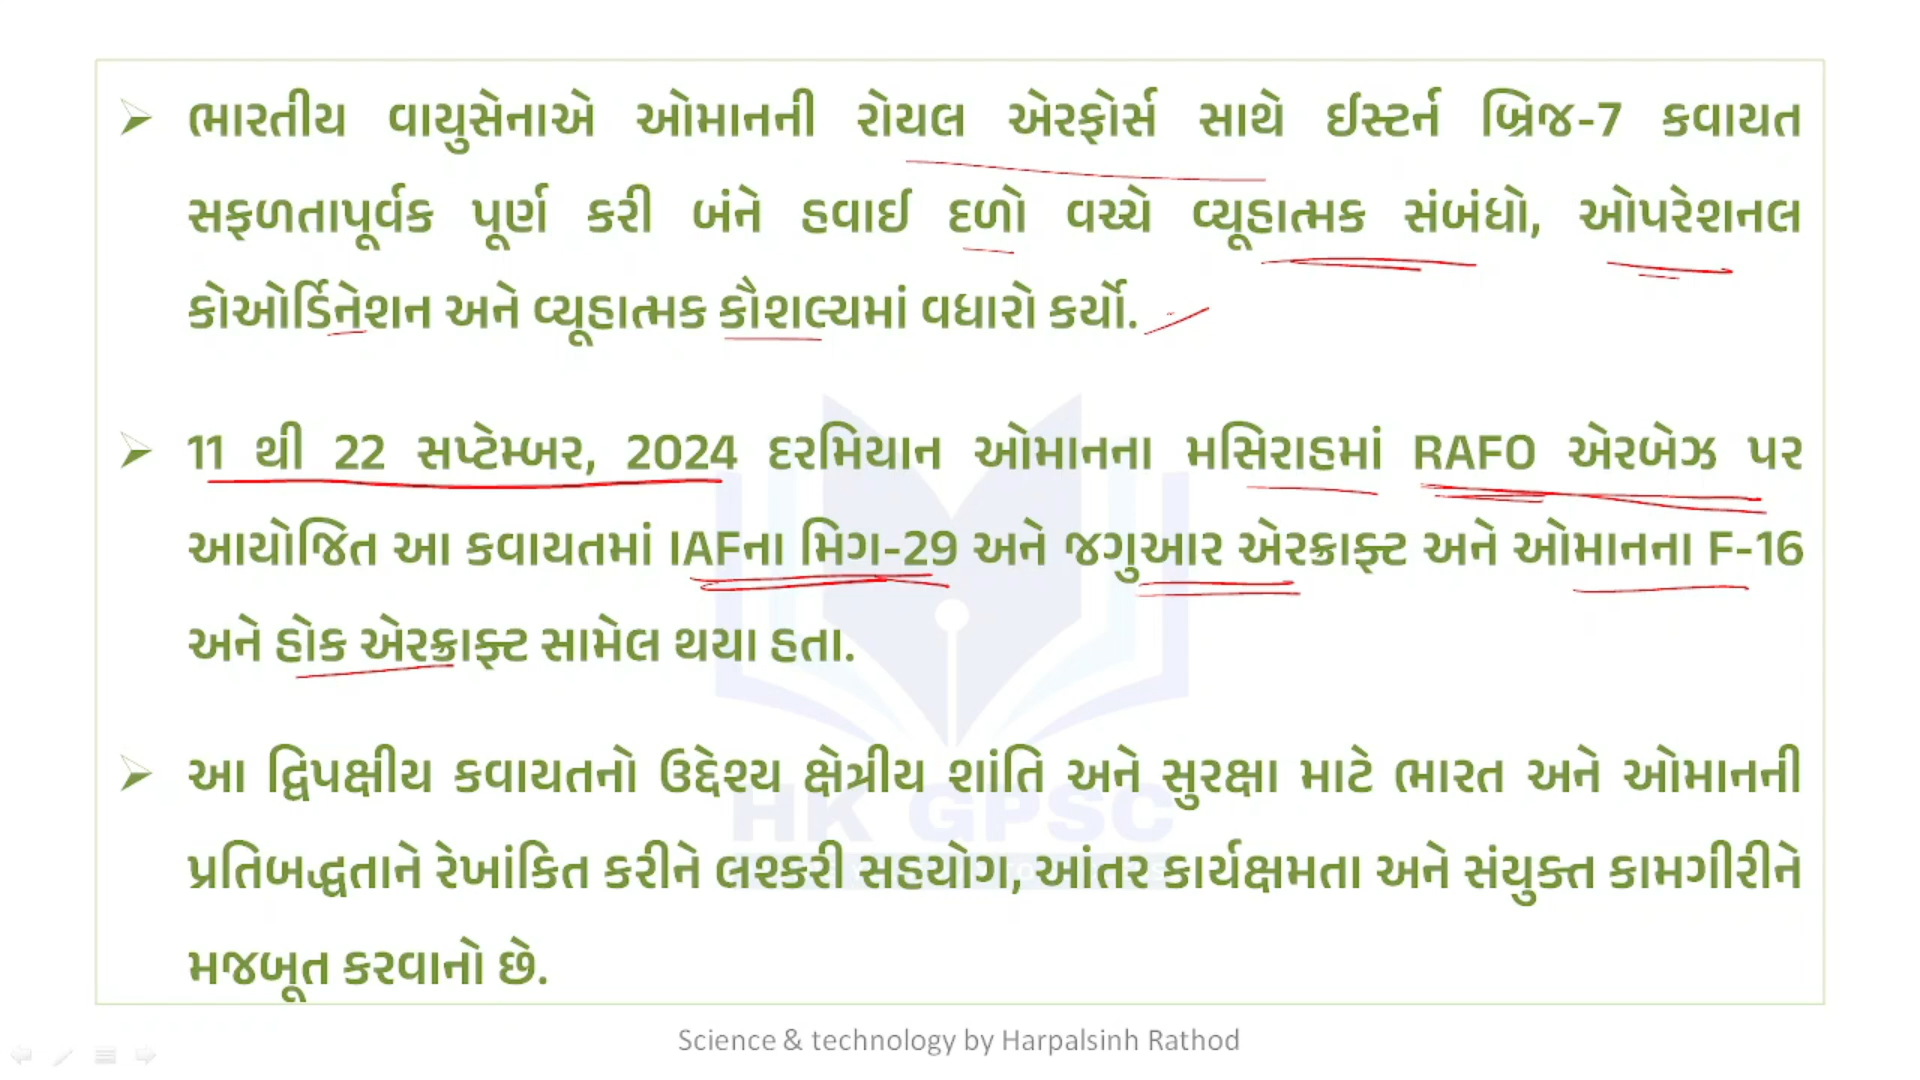 ભારતીય વાયુસેનાએ ઓમાનની રોયલ એરફોર્સ સાથે ઈસ્ટર્ન બ્રિજ-7 કવાયત
સફળતાપૂર્વક પૂર્ણ કરી બંને હવાઈ દળો વચ્ચે વ્યૂહાત્મક સંબંધો, ઓપરેશનલ
કોઓર્ડિનેશન અને વ્યૂહાત્મક કૌશલ્યમાં વધારો કર્યો.
11 થી 22 સપ્ટેમ્બર, 2024 દરમિયાન ઓમાનના મસિરાહમાં RAFO એરબેઝ પર
આયોજિત આ કવાયતમાં IAFના મિગ-29 અને જગુઆર એરક્રાફ્ટ અને ઓમાનના F-16
અને હોક એરક્રાફ્ટ સામેલ થયા હતા.
આ દ્વિપક્ષીય કવાયતનો ઉદ્દેશ્ય ક્ષેત્રીય શાંતિ અને સુરક્ષા માટે ભારત અને ઓમાનની
HK GPSC
પ્રતિબદ્ધતાને રેખાંકિત કરીને લશ્કરી સહયોગ, આંતર કાર્યક્ષમતા અને સંયુક્ત કામગીરીને
મજબૂત કરવાનો છે.
Science & technology by Harpalsinh Rathod